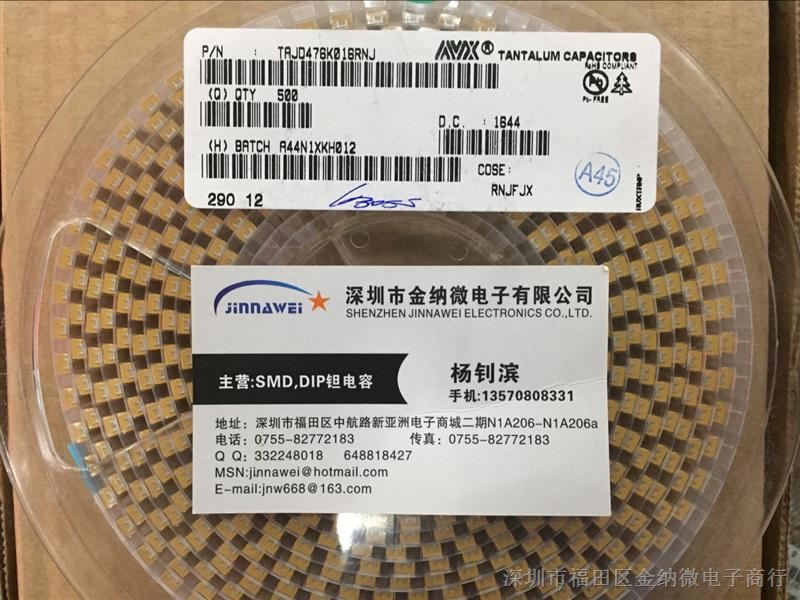 P/N : TAJD476K016RNJ
AVX® TANTALUM CAPACITORS
RoHS COMPLIANT
Pb-FREE
(Q) QTY 500
D.C. : 1644
(H) BATCH A44N1XKH012
COSE:
RNJFJX
A45
290 12
JINNAWEI
深圳市金纳微电子有限公司
SHENZHEN JINNAWEI ELECTRONICS CO.,LTD.
主营:SMD,DIP钽电容
杨钊滨
手机:13570808331
地址: 深圳市福田区中航路新亚洲电子商城二期N1A206-N1A206a
电话: 0755-82772183 传真: 0755-82772183
Q Q: 332248018 648818427
MSN:jinnawei@hotmail.com
E-mail:jnw668@163.com
深圳市福田区金纳微电子商行